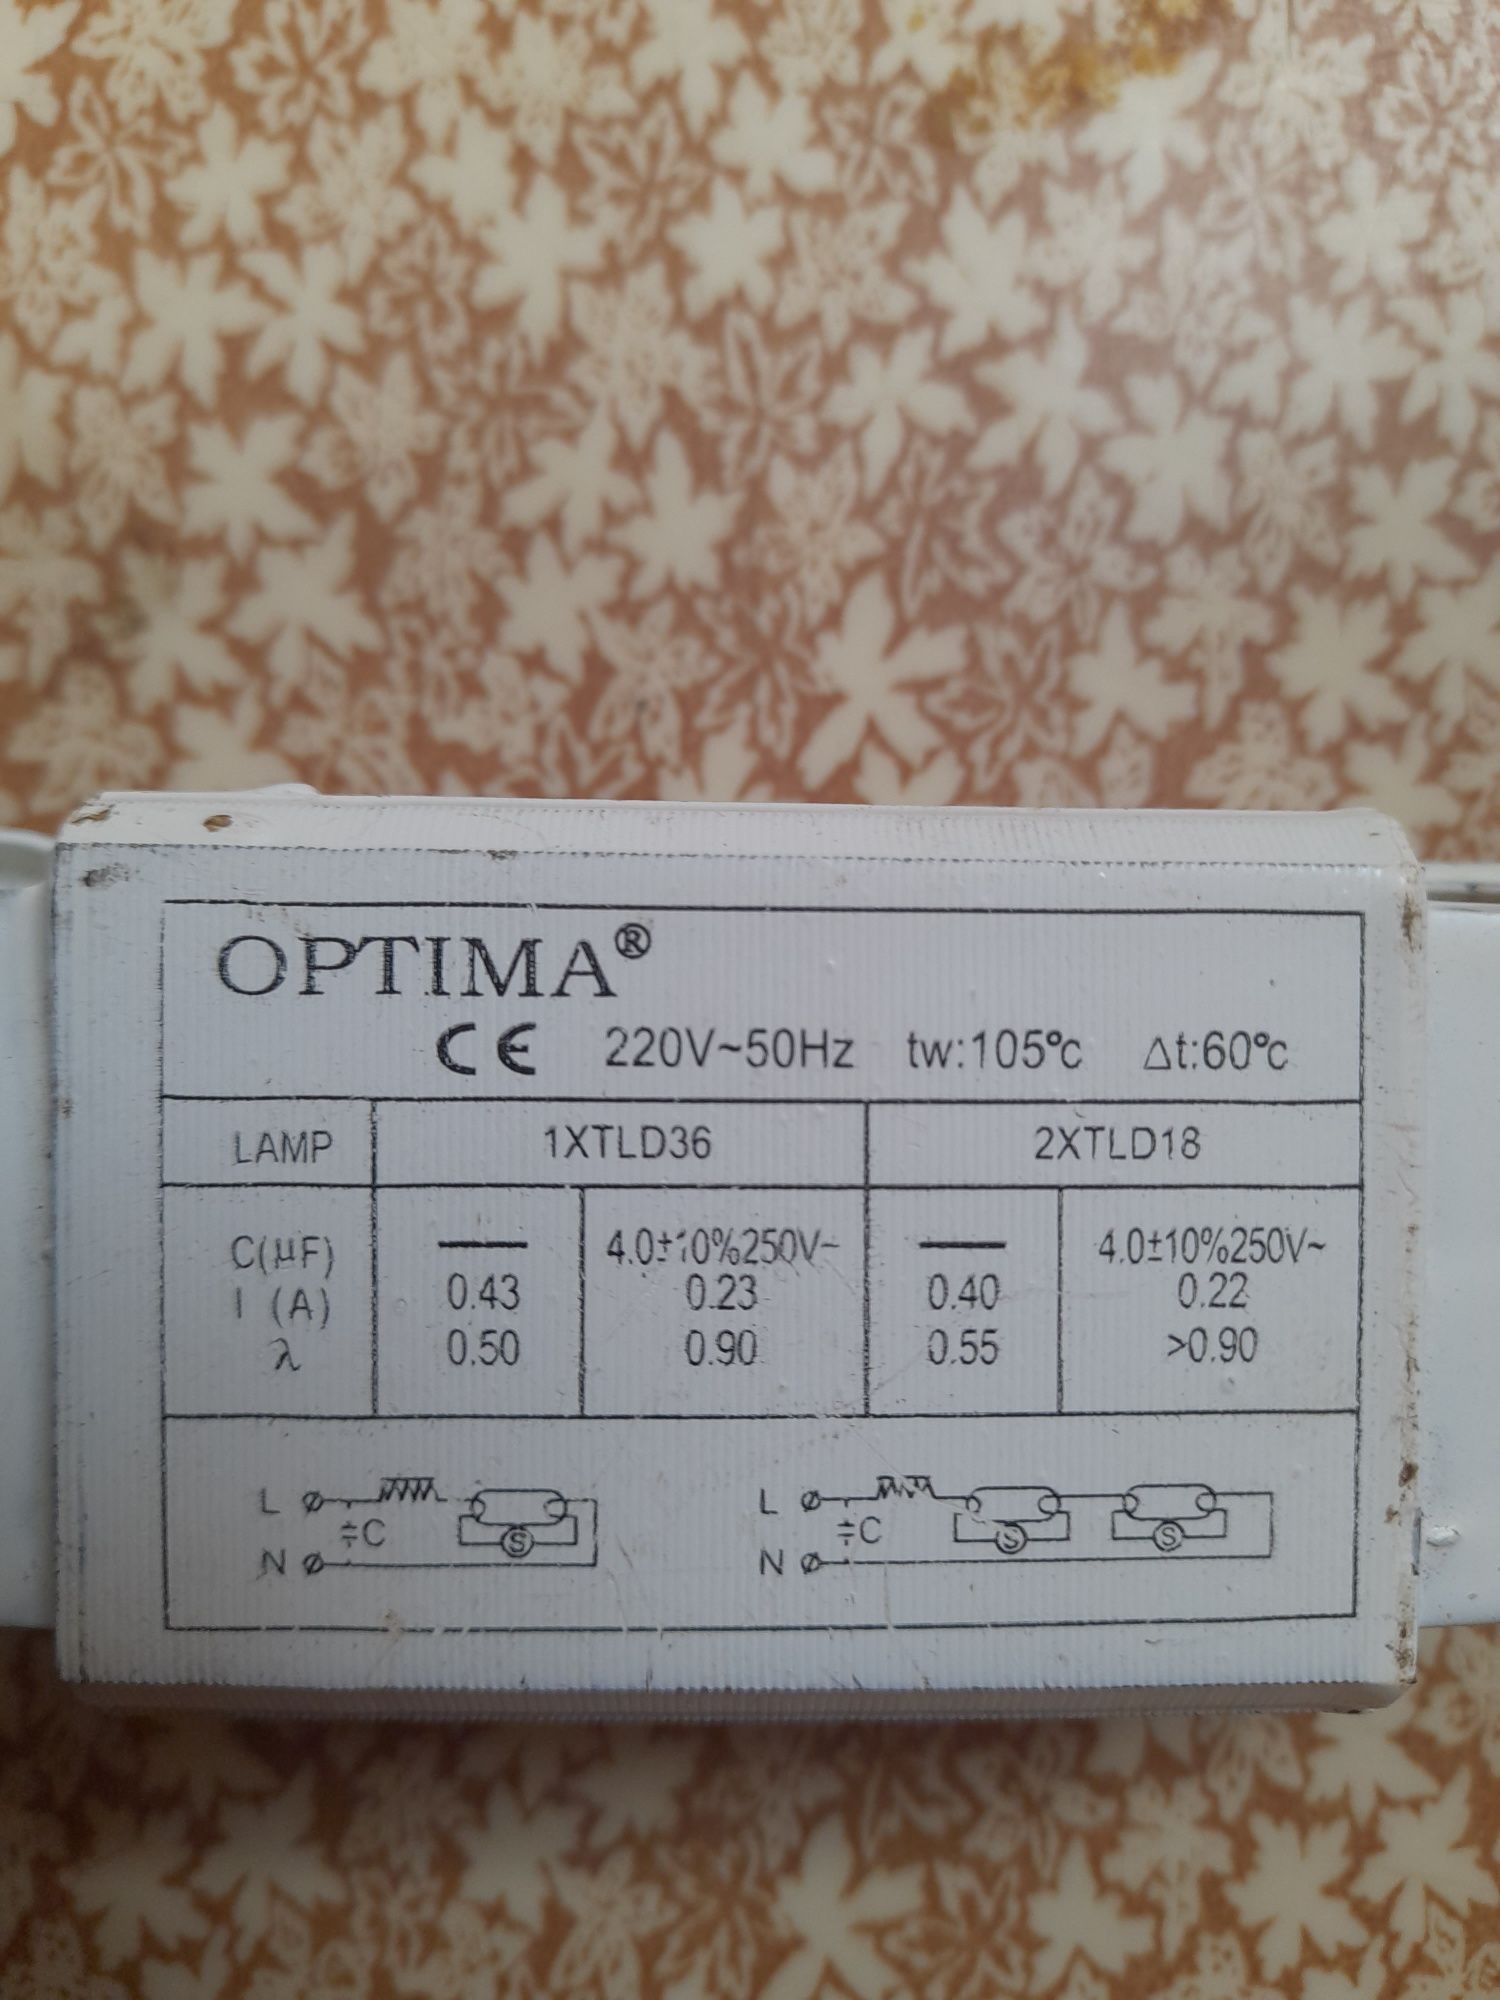 OPTIMA®
CE 220V~50Hz tw:105℃ Δt:60℃
LAMP 1XTLD36 2XTLD18
C(µF) — 4.0±10%250V~ — 4.0±10%250V~
I (A) 0.43 0.23 0.40 0.22
λ 0.50 0.90 0.55 >0.90
L L
C S C S S
N N